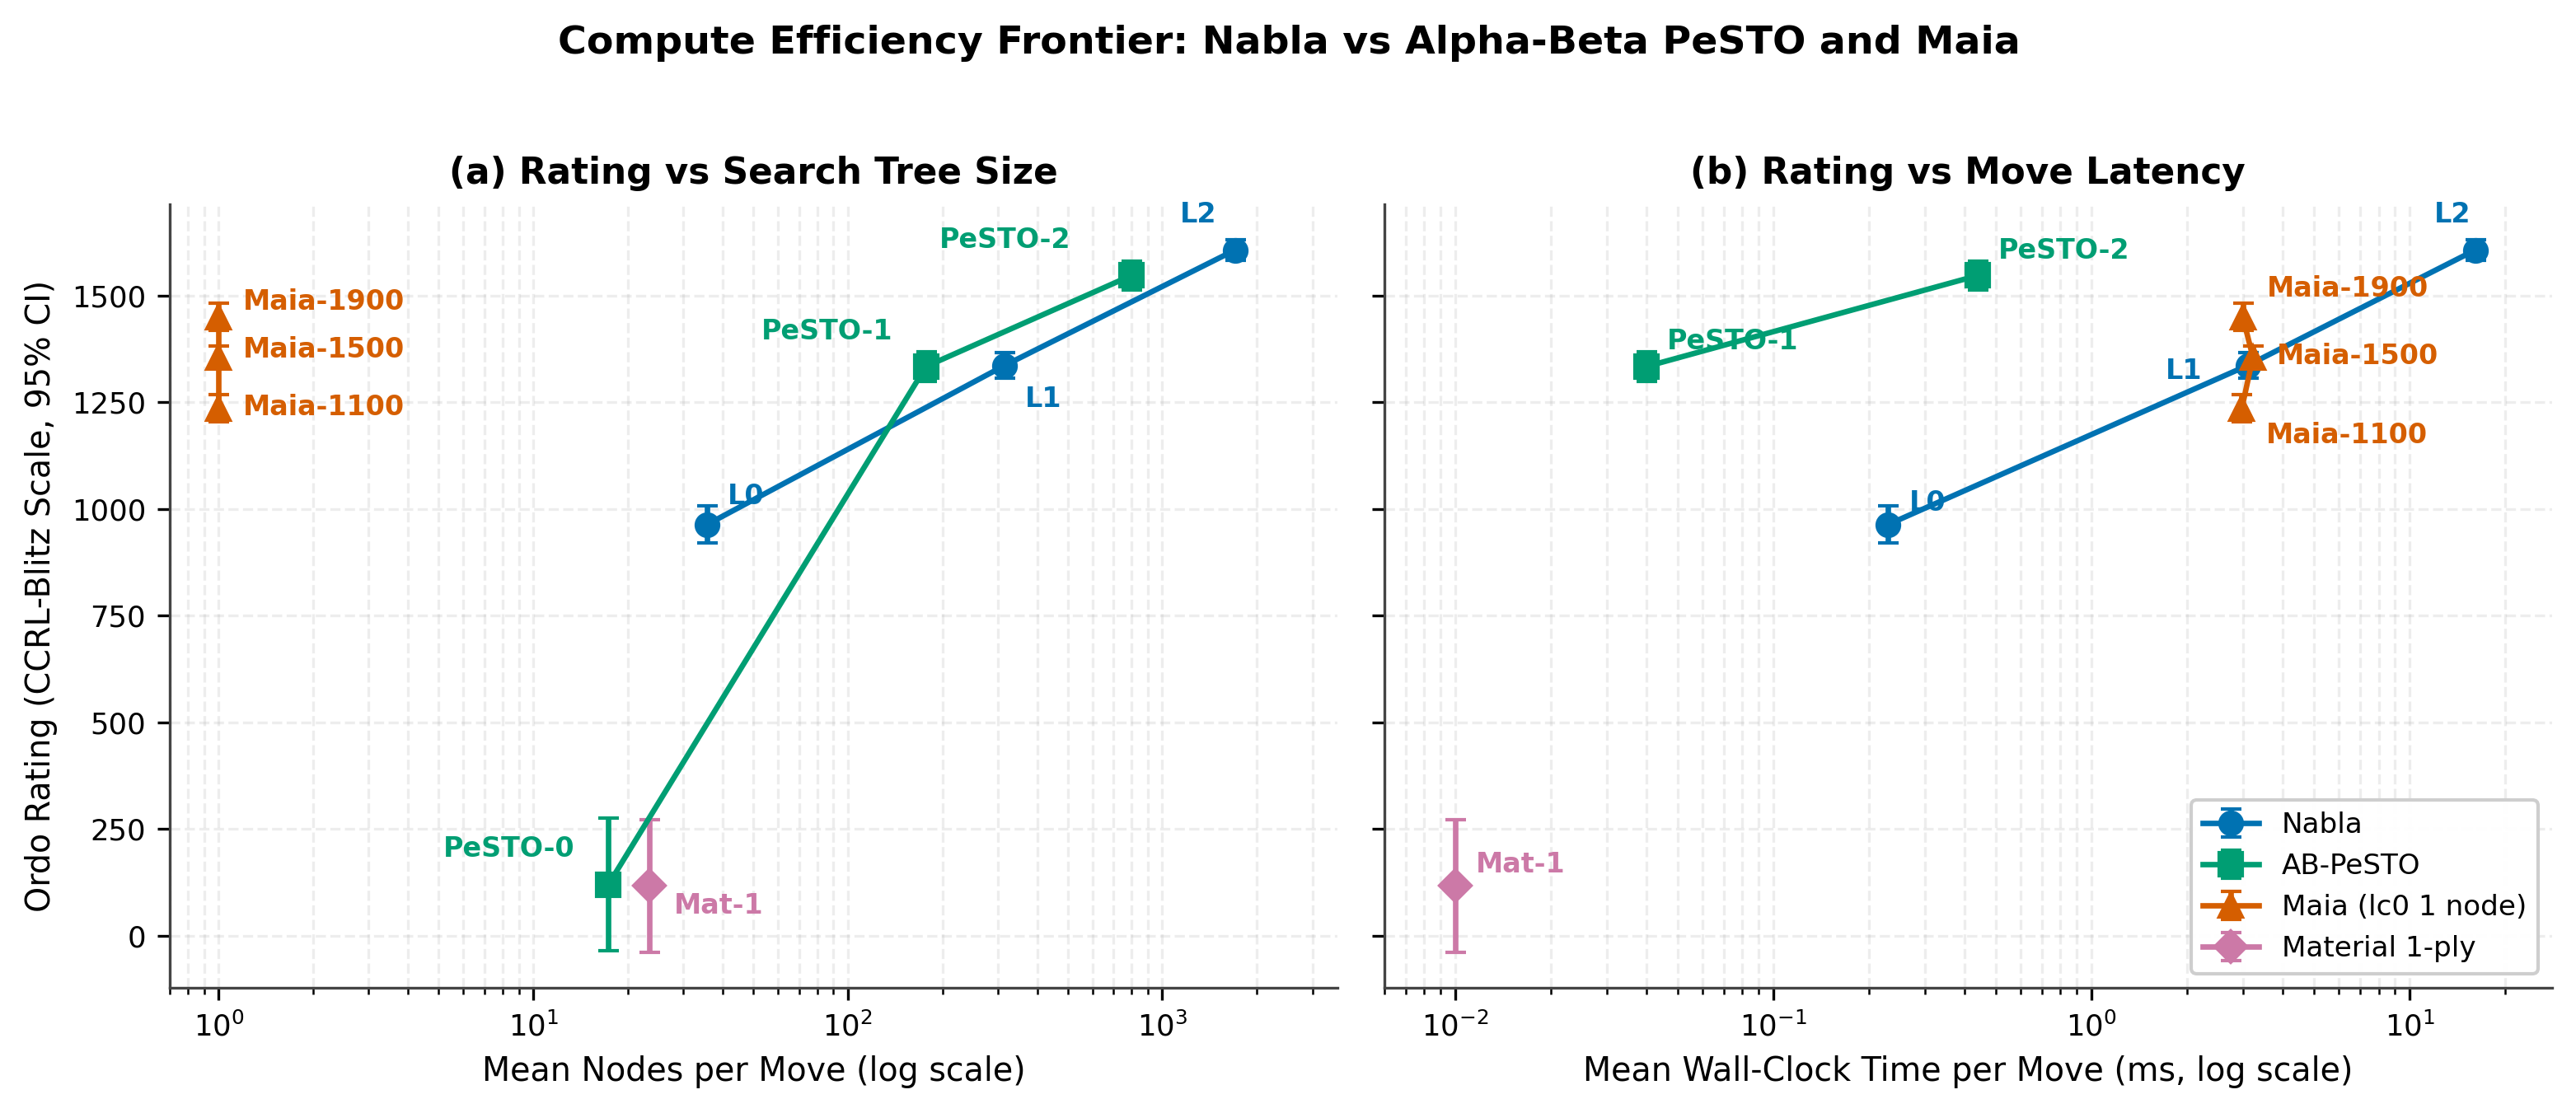 Compute Efficiency Frontier: Nabla vs Alpha-Beta PeSTO and Maia
(a) Rating vs Search Tree Size
Ordo Rating (CCRL-Blitz Scale, 95% CI)
1500
1250
1000
750
500
250
0
L2
PeSTO-2
Maia-1900
PeSTO-1
Maia-1500
L1
Maia-1100
L0
PeSTO-0
Mat-1
10⁰
10¹
10²
10³
Mean Nodes per Move (log scale)
(b) Rating vs Move Latency
L2
PeSTO-2
Maia-1900
PeSTO-1
Maia-1500
L1
Maia-1100
L0
Mat-1
Nabla
AB-PeSTO
Maia (lc0 1 node)
Material 1-ply
10⁻²
10⁻¹
10⁰
10¹
Mean Wall-Clock Time per Move (ms, log scale)